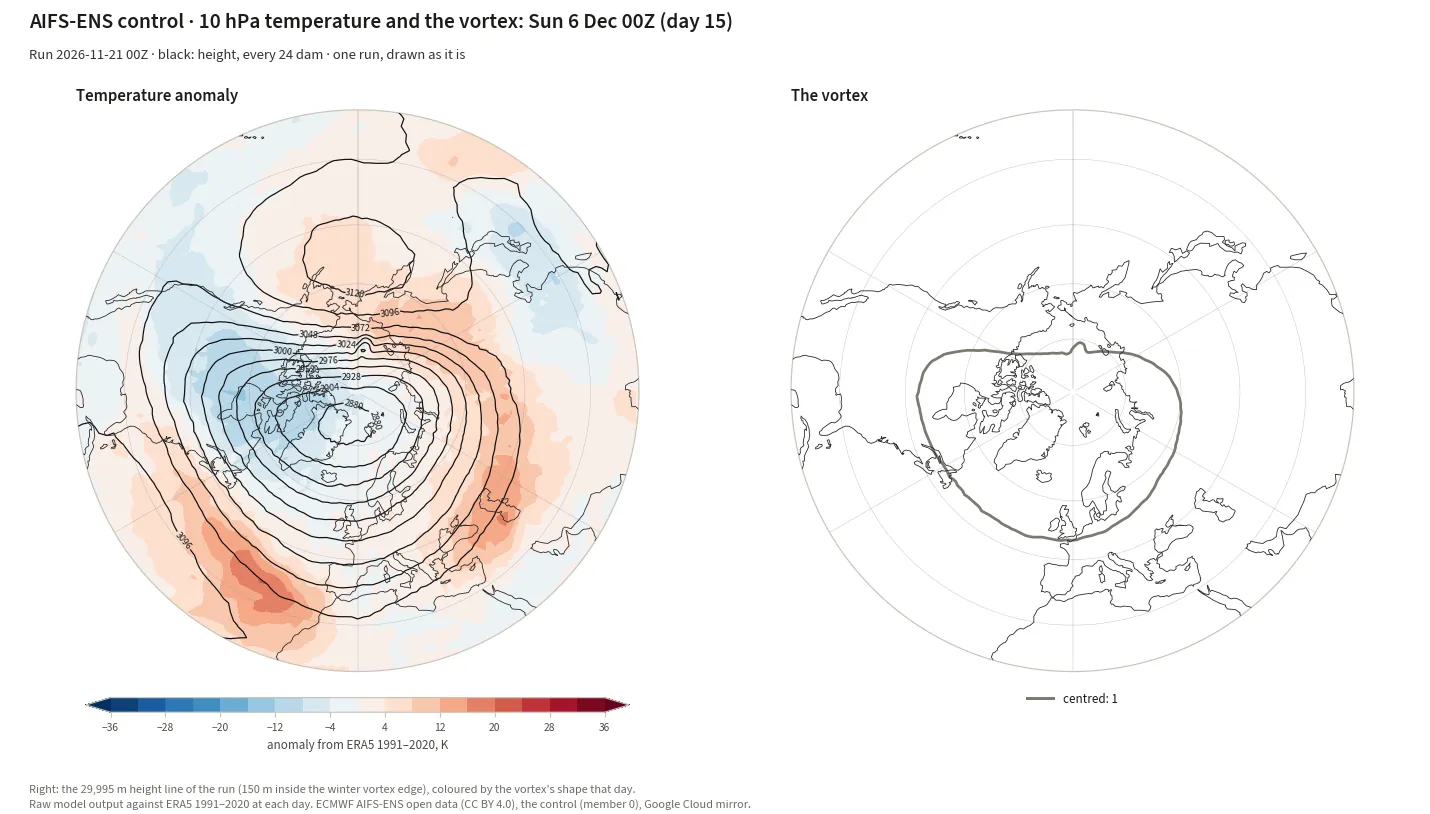 AIFS-ENS control · 10 hPa temperature and the vortex: Sun 6 Dec 00Z (day 15)
Run 2026-11-21 00Z · black: height, every 24 dam · one run, drawn as it is
Temperature anomaly
The vortex
3120
3096
3072
3048
3024
3000
2976
2928
2904
2880
2880
3096
−36 −28 −20 −12 −4 4 12 20 28 36
anomaly from ERA5 1991–2020, K
centred: 1
Right: the 29,995 m height line of the run (150 m inside the winter vortex edge), coloured by the vortex's shape that day.
Raw model output against ERA5 1991–2020 at each day. ECMWF AIFS-ENS open data (CC BY 4.0), the control (member 0), Google Cloud mirror.